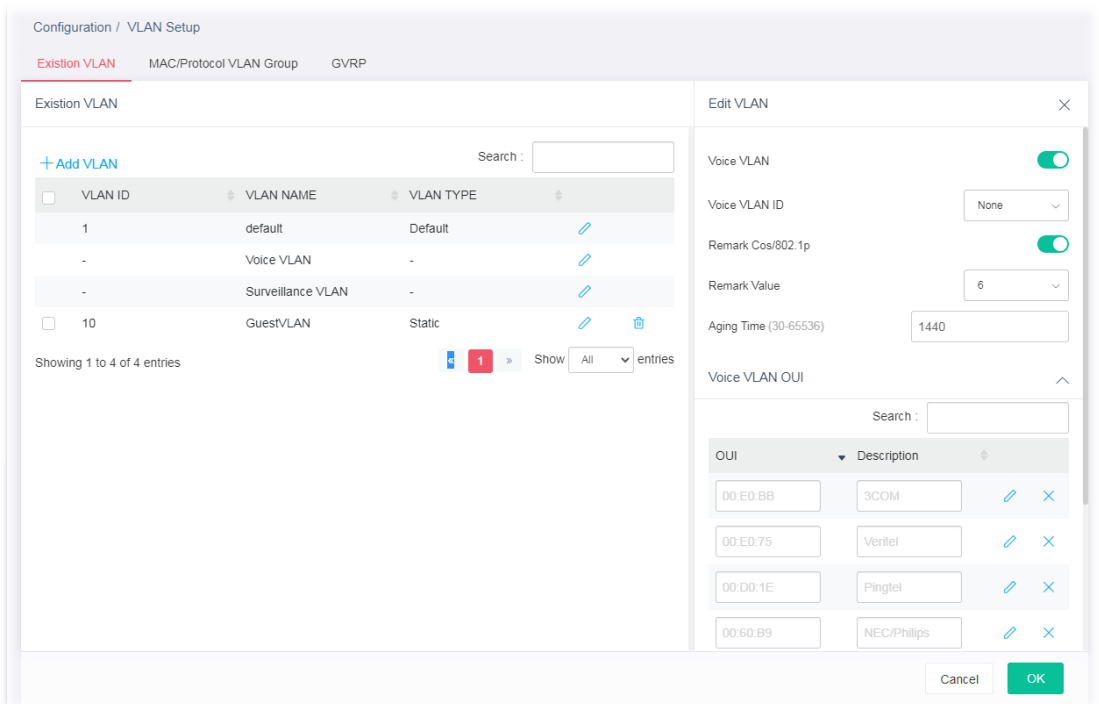 Configuration / VLAN Setup
Existion VLAN MAC/Protocol VLAN Group GVRP
Existion VLAN
+Add VLAN
Search :
VLAN ID VLAN NAME VLAN TYPE
1 default Default
- Voice VLAN -
- Surveillance VLAN -
10 GuestVLAN Static
Showing 1 to 4 of 4 entries
« 1 » Show All entries
Edit VLAN
Voice VLAN
Voice VLAN ID None
Remark Cos/802.1p
Remark Value 6
Aging Time (30-65536) 1440
Voice VLAN OUI
Search :
OUI Description
00:E0:BB 3COM
00:E0:75 Veritel
00:D0:1E Pingtel
00:60:B9 NEC/Philips
Cancel OK